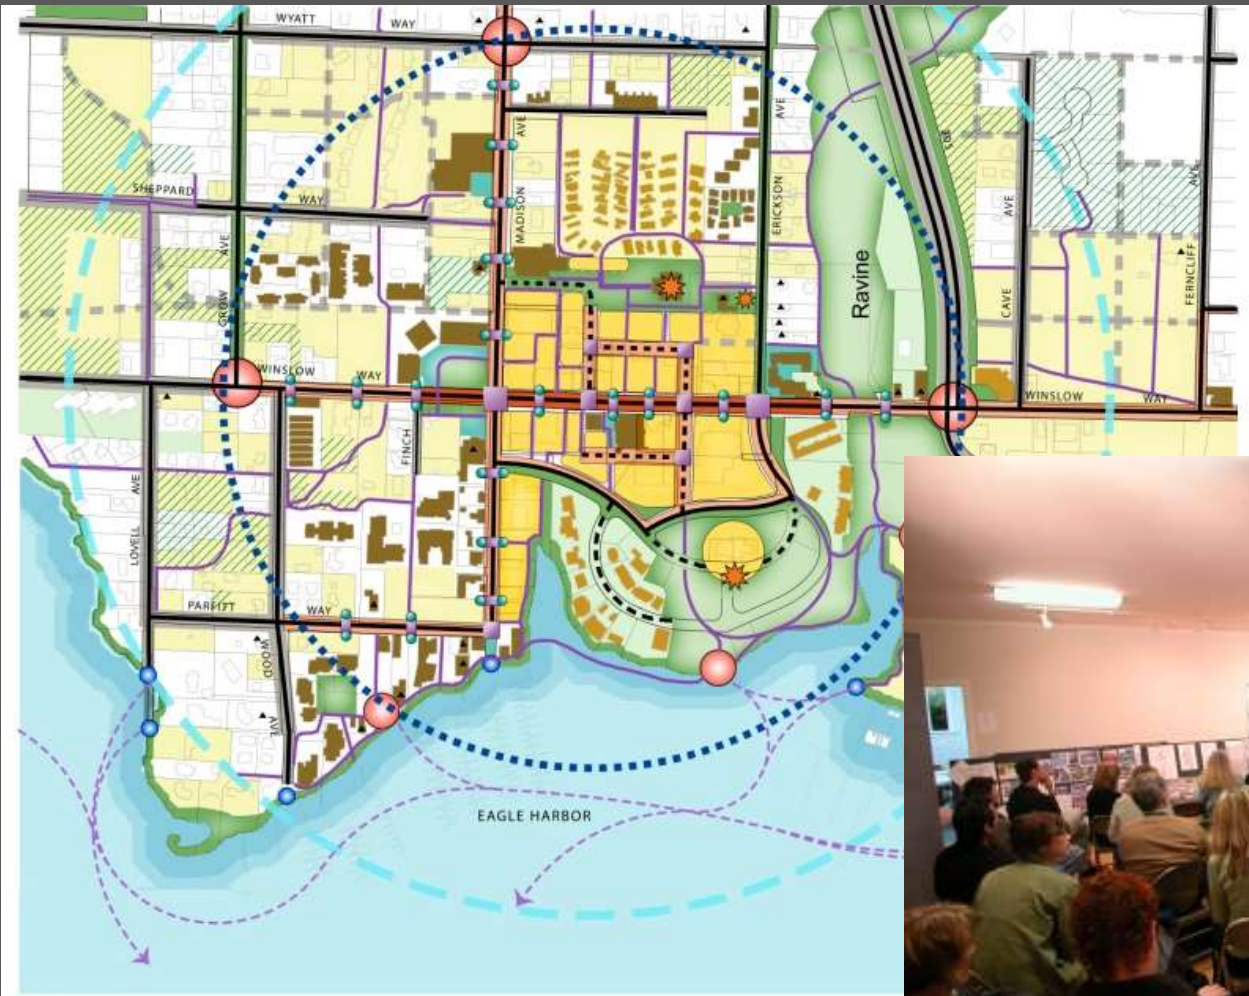 WYATT WAY
SHEPPARD WAY
MADISON AVE
ERICKSON AVE
Ravine
305
CAVE AVE
FERNCLIFF AVE
GROW AVE
WINSLOW WAY
WINSLOW WAY
FINCH
LOVELL AVE
PARFITT WAY
WOOD AVE
EAGLE HARBOR